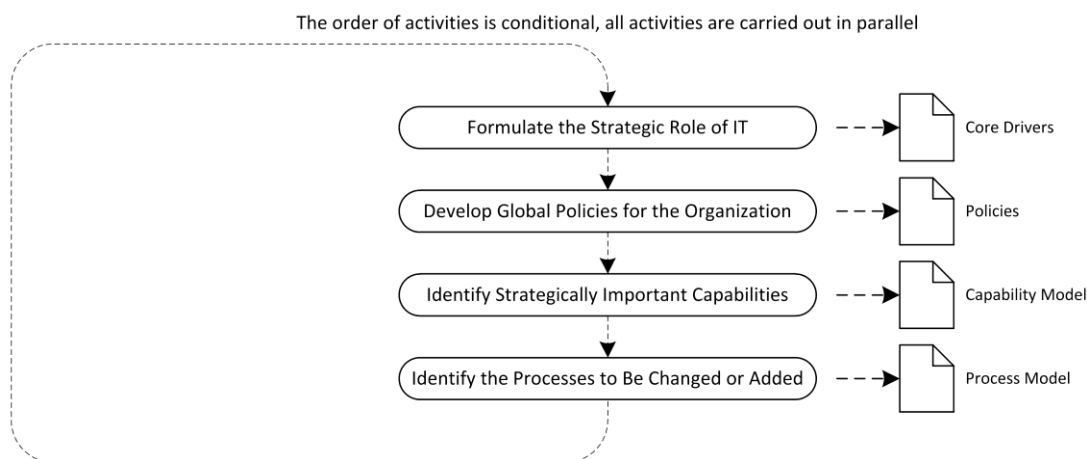 The order of activities is conditional, all activities are carried out in parallel
Formulate the Strategic Role of IT
Core Drivers
Develop Global Policies for the Organization
Policies
Identify Strategically Important Capabilities
Capability Model
Identify the Processes to Be Changed or Added
Process Model